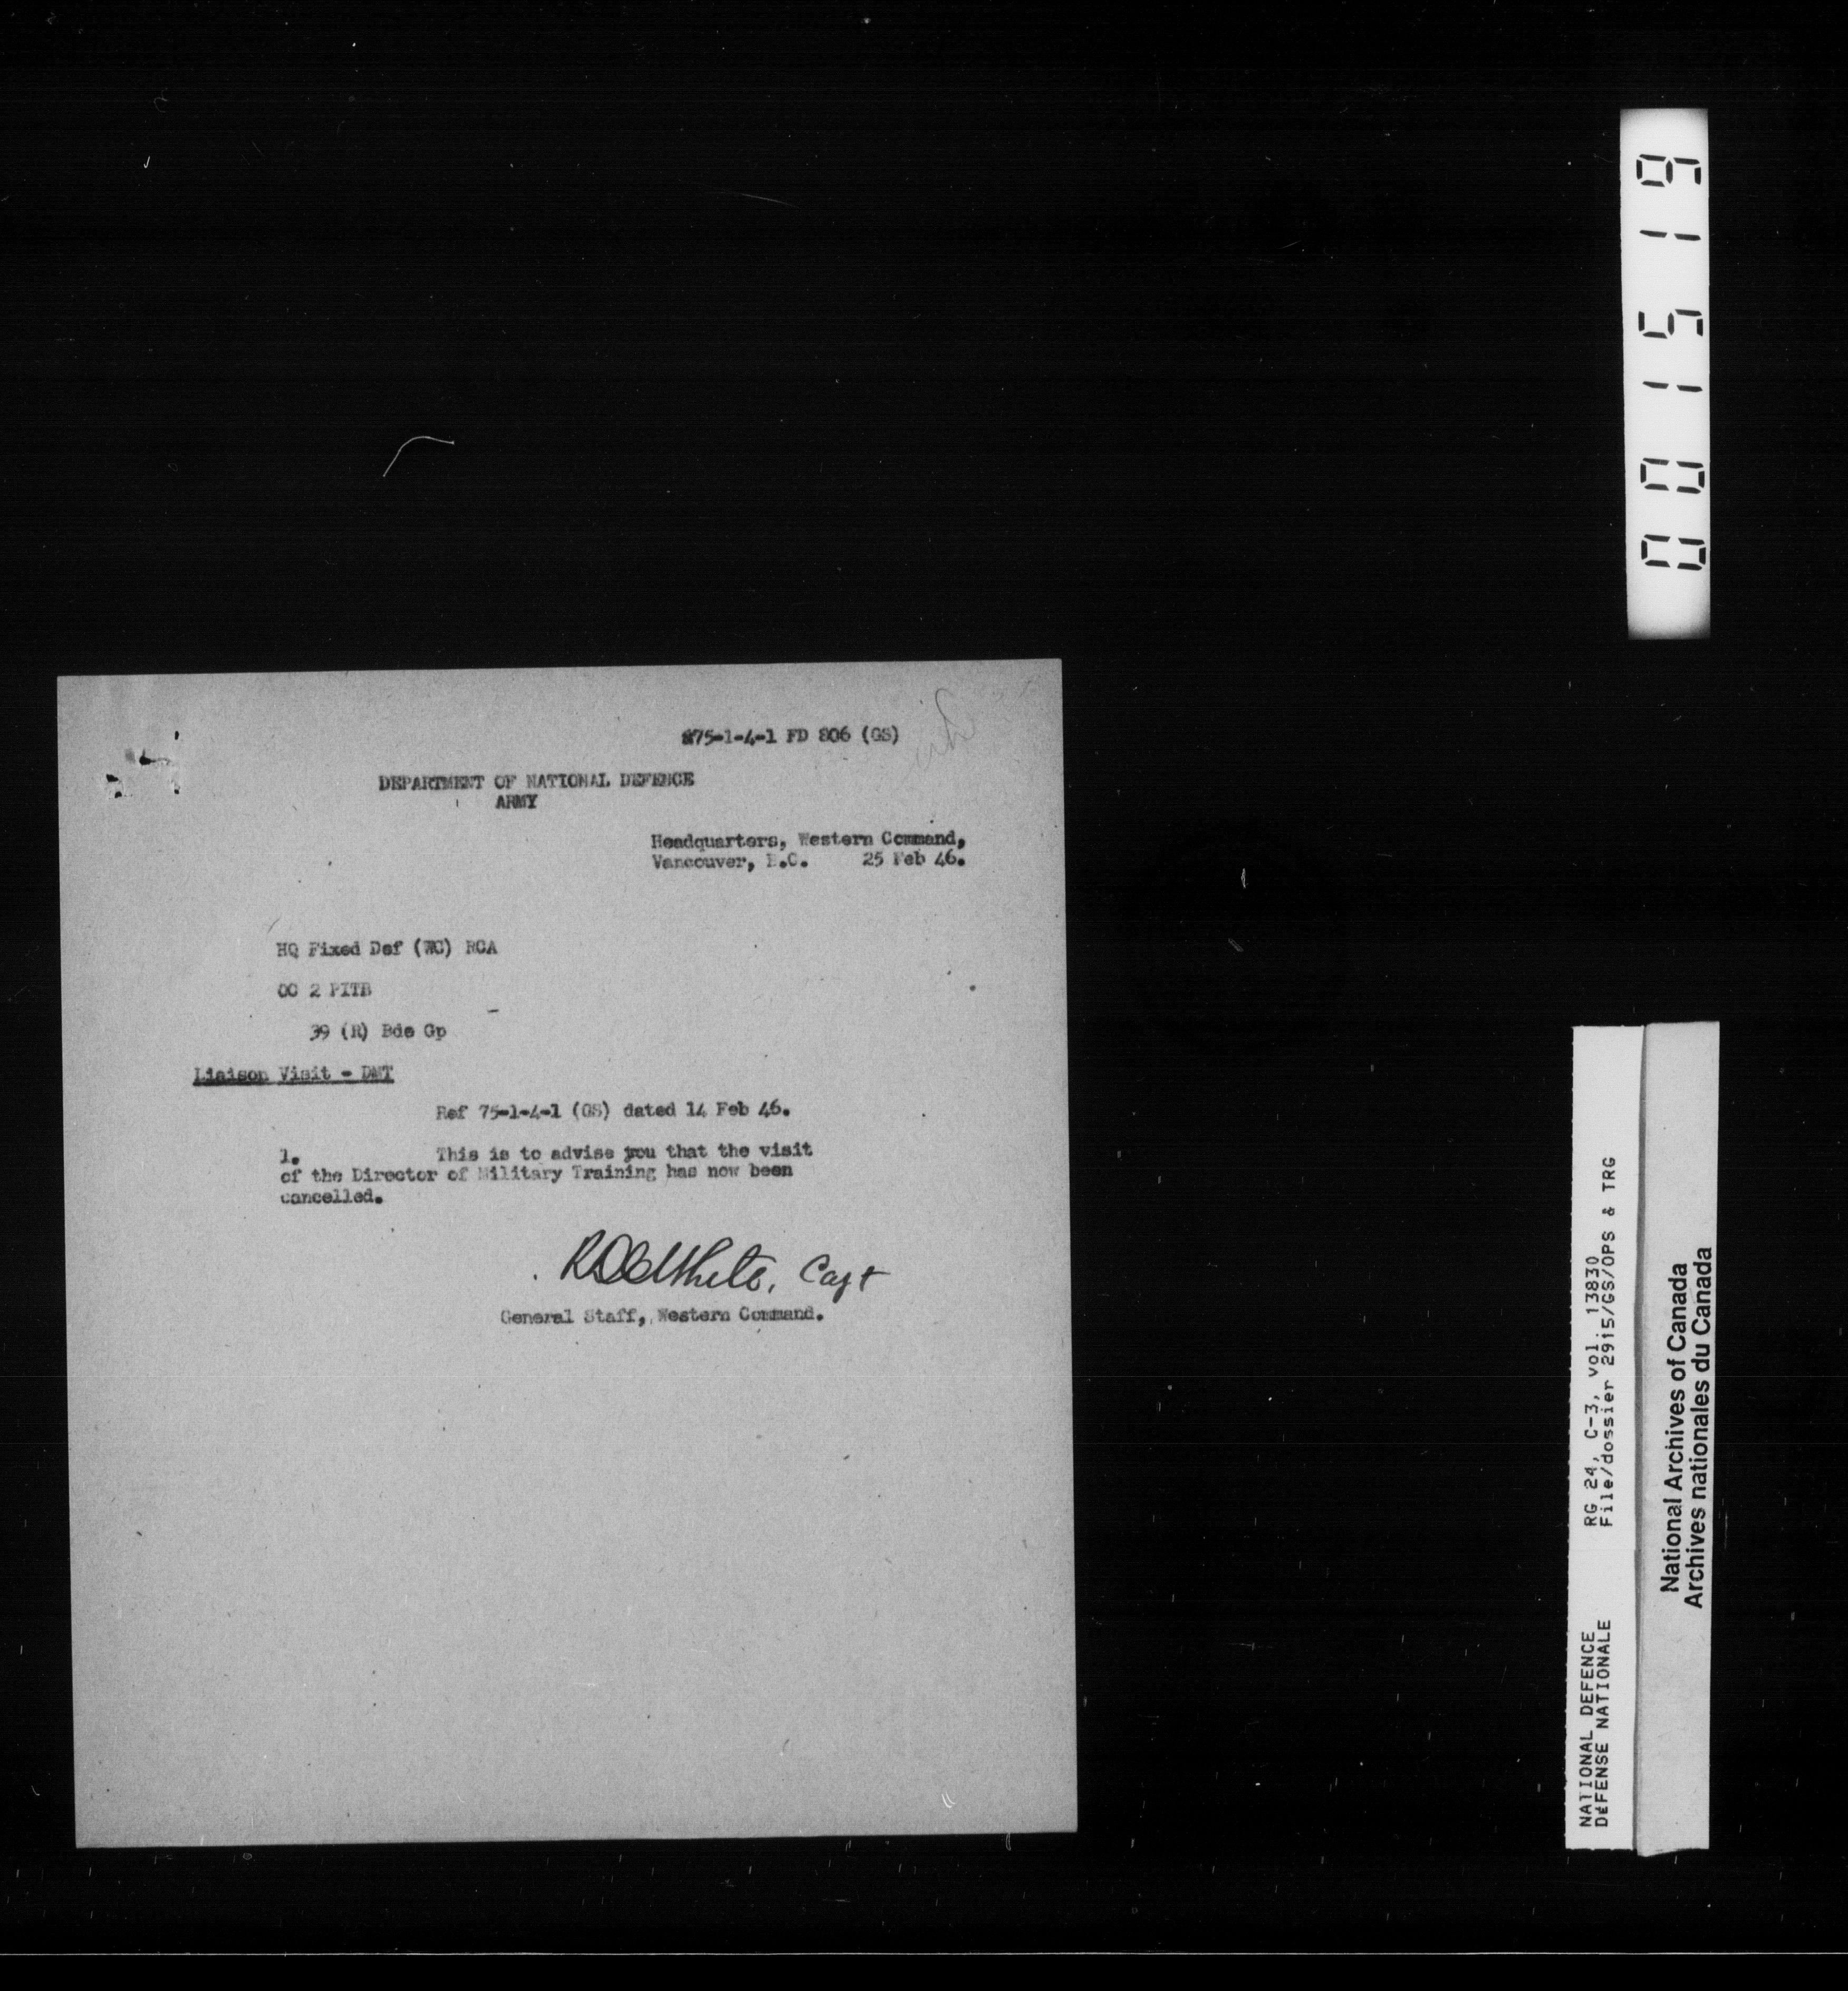 75-1-4-1 FD 806 (GS)
DEPARTMENT OF NATIONAL DEFENCE
ARMY
Headquarters, Western Command,
Vancouver, B.C. 25 Feb 46.
HQ Fixed Def (WC) RCA
OC 2 PITB
39 (R) Bde Gp
Liaison Visit - DMT
Ref 75-1-4-1 (GS) dated 14 Feb 46.
1. This is to advise you that the visit
of the Director of Military Training has now been
cancelled.
White, Capt
General Staff, Western Command.
001519
NATIONAL DEFENCE RG 24, C-3, vol. 13830
DéFENSE NATIONALE File/dossier 2915/GS/OPS & TRG
National Archives of Canada
Archives nationales du Canada